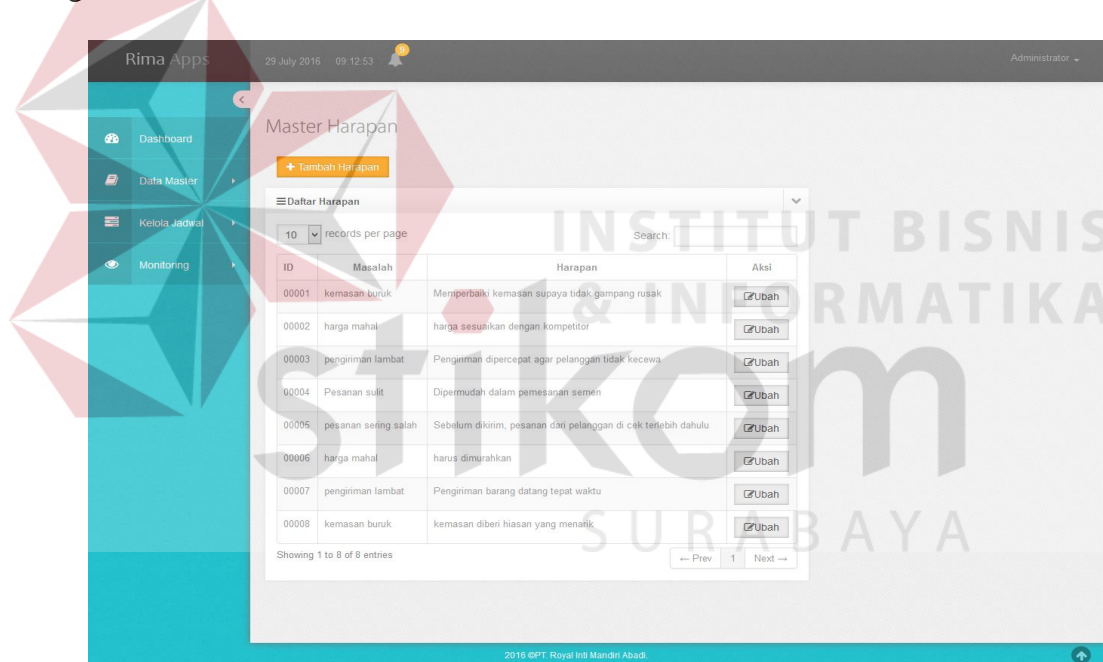 Rima Apps
29 July 2016 09:12:53
9
Administrator
Dashboard
Data Master
Kelola Jadwal
Monitoring
Master Harapan
+ Tambah Harapan
Daftar Harapan
10 records per page
Search:
ID Masalah Harapan Aksi
00001 kemasan buruk Memperbaiki kemasan supaya tidak gampang rusak Ubah
00002 harga mahal harga sesuaikan dengan kompetitor Ubah
00003 pengiriman lambat Pengiriman dipercepat agar pelanggan tidak kecewa Ubah
00004 Pesanan sulit Dipermudah dalam pemesanan semen Ubah
00005 pesanan sering salah Sebelum dikirim, pesanan dari pelanggan di cek terlebih dahulu Ubah
00006 harga mahal harus dimurahkan Ubah
00007 pengiriman lambat Pengiriman barang datang tepat waktu Ubah
00008 kemasan buruk kemasan diberi hiasan yang menarik Ubah
Showing 1 to 8 of 8 entries
← Prev 1 Next →
2016 ©PT. Royal Inti Mandiri Abadi.
INSTITUT BISNIS
& INFORMATIKA
stikom
SURABAYA